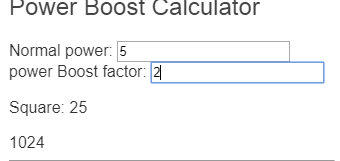 Power Boost Calculator
Normal power: 5
power Boost factor: 2
Square: 25
1024